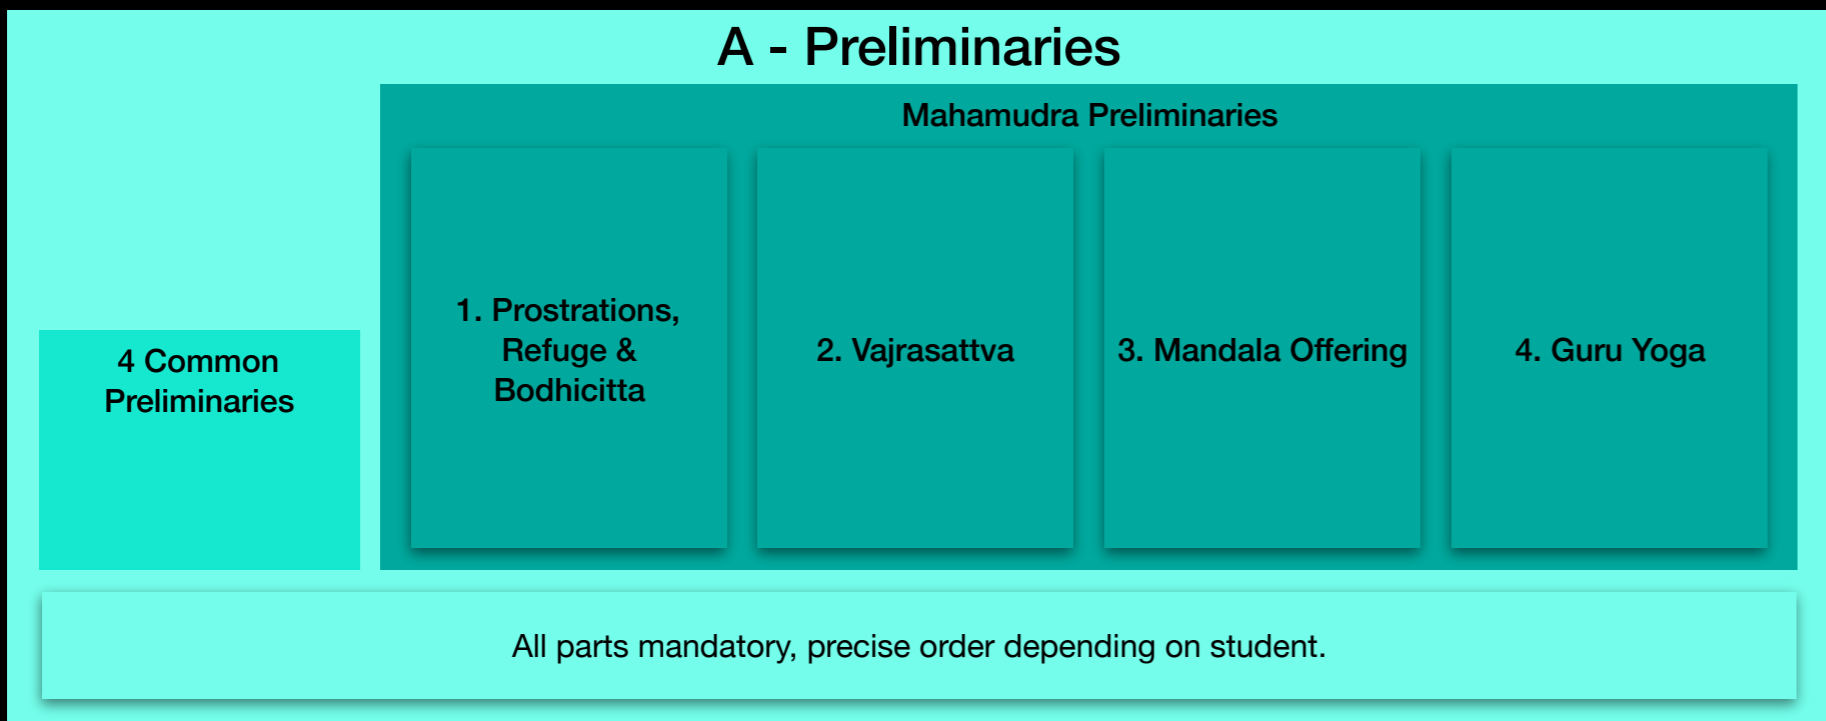 A - Preliminaries
Mahamudra Preliminaries
4 Common
Preliminaries
1. Prostrations,
Refuge &
Bodhicitta
2. Vajrasattva
3. Mandala Offering
4. Guru Yoga
All parts mandatory, precise order depending on student.